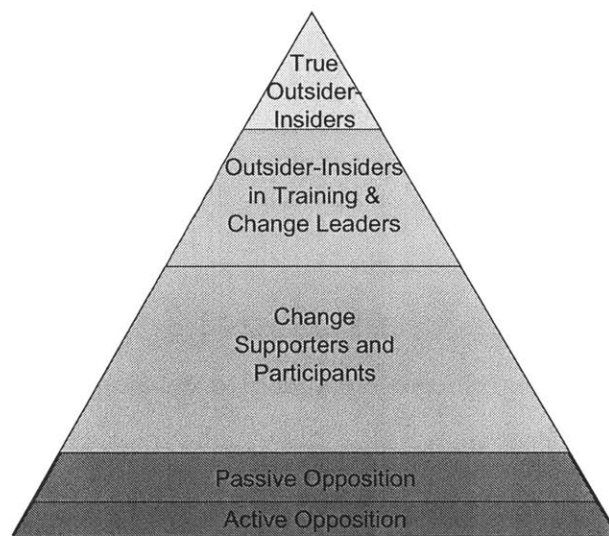 True
Outsider-
Insiders
Outsider-Insiders
in Training &
Change Leaders
Change
Supporters and
Participants
Passive Opposition
Active Opposition